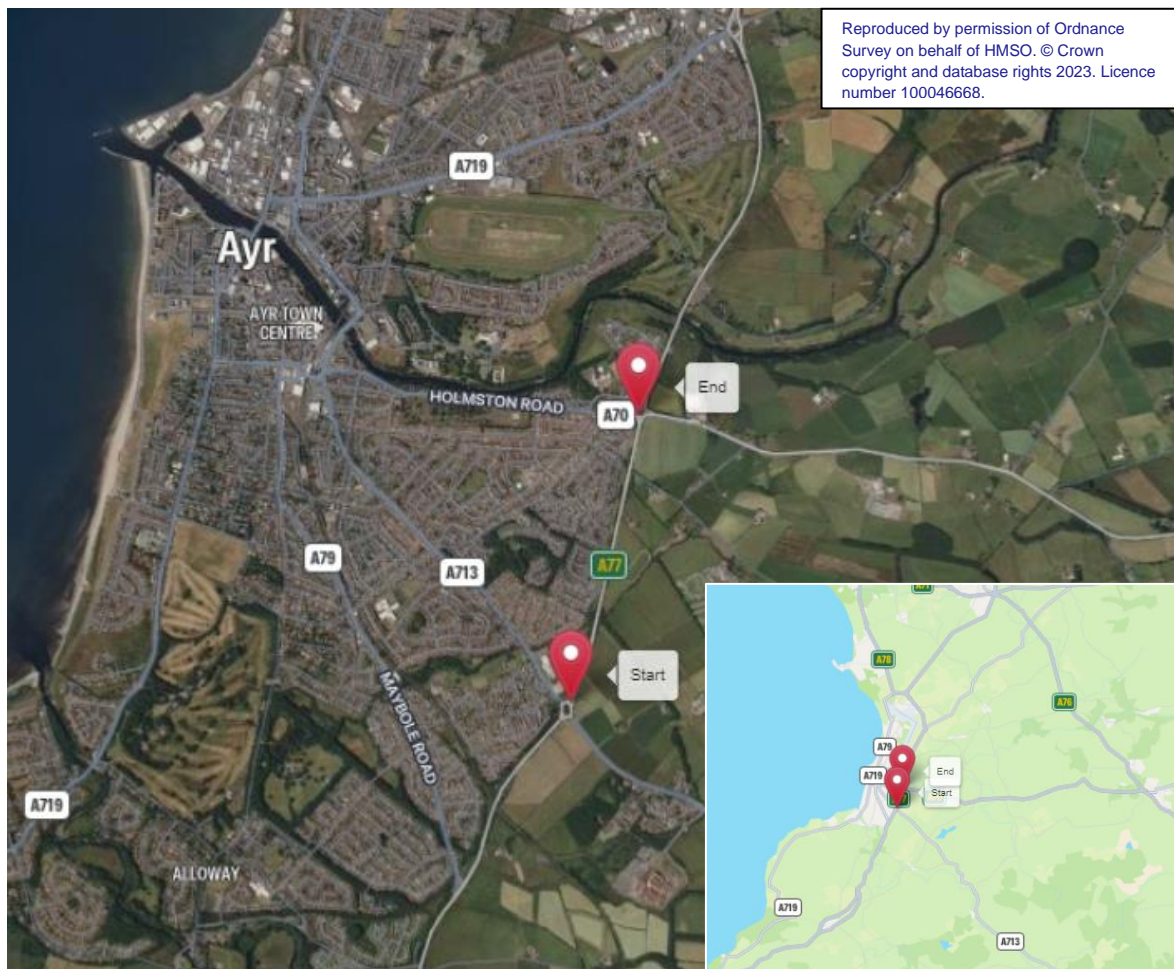 Reproduced by permission of Ordnance
Survey on behalf of HMSO. © Crown
copyright and database rights 2023. Licence
number 100046668.
A719
Ayr
AYR TOWN
CENTRE
HOLMSTON ROAD
A70
End
A77
A79
A713
Start
MAYBOLE ROAD
A719
ALLOWAY
A78
A76
A79
A719
End
Start
A719
A713